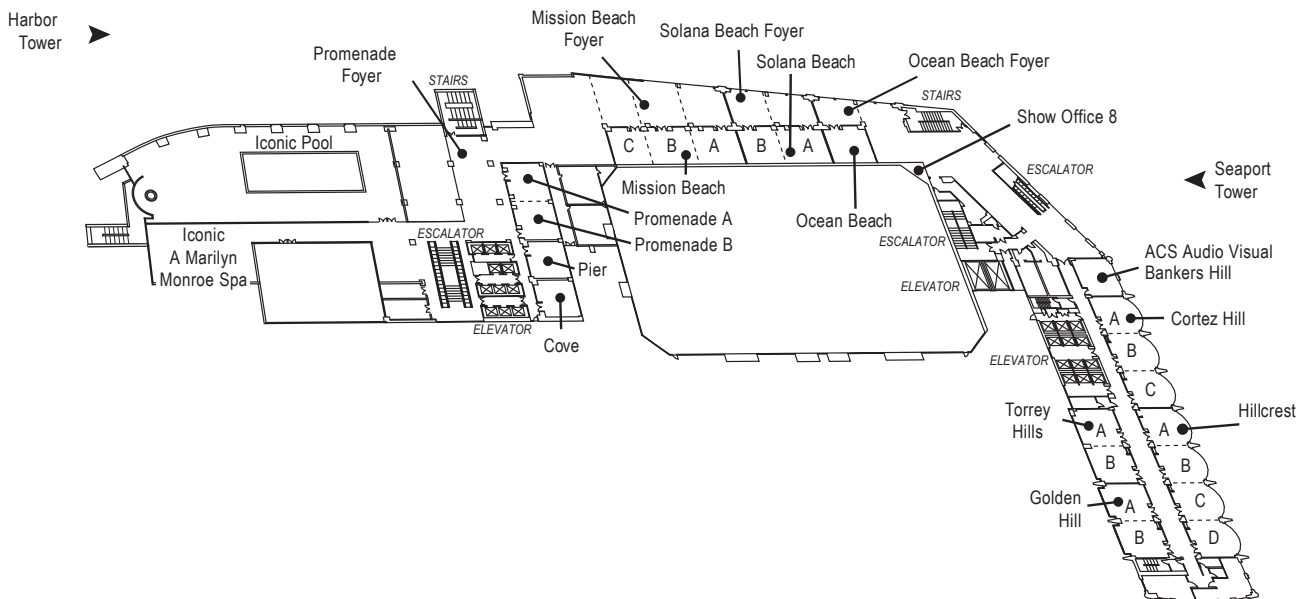 Harbor
Tower
Mission Beach
Foyer
Solana Beach Foyer
Solana Beach
Ocean Beach Foyer
Promenade
Foyer
STAIRS
STAIRS
Show Office 8
Iconic Pool
C
B
A
B
A
ESCALATOR
Seaport
Tower
Mission Beach
Ocean Beach
Promenade A
Promenade B
Iconic
A Marilyn
Monroe Spa
ESCALATOR
ESCALATOR
Pier
ELEVATOR
ACS Audio Visual
Bankers Hill
ELEVATOR
Cove
A
Cortez Hill
B
ELEVATOR
C
Torrey
Hills
A
A
Hillcrest
B
B
Golden
Hill
A
C
B
D